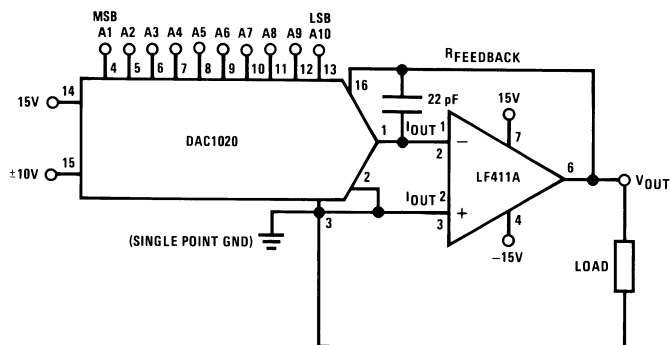 MSB LSB
A1 A2 A3 A4 A5 A6 A7 A8 A9 A10
4 5 6 7 8 9 10 11 12 13
RFEEDBACK
16
14
15V
22 pF
15V
DAC1020
1
IOUT 1
2
7
±10V
15
LF411A
6
VOUT
2
IOUT 2
3
3
4
(SINGLE POINT GND)
−15V
LOAD